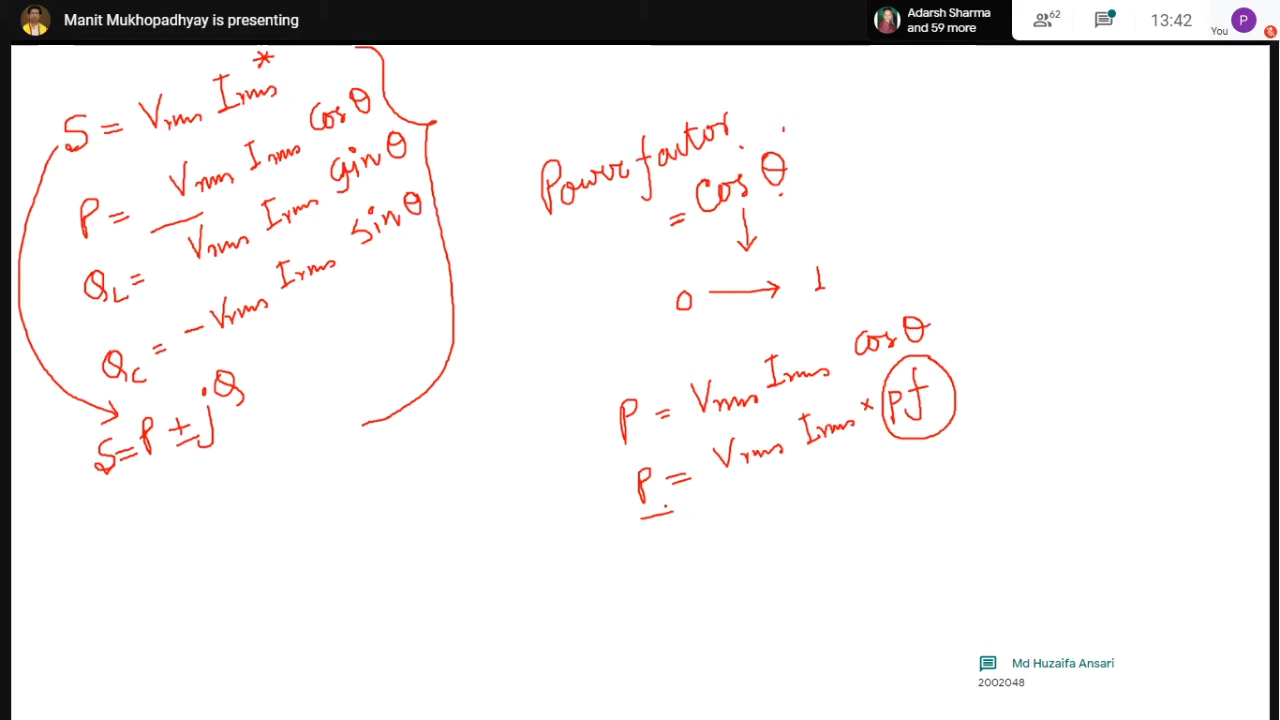 Manit Mukhopadhyay is presenting
Adarsh Sharma
and 59 more
62
13:42
You
P
S = Vrms Irms*
P = Vrms Irms cos θ
QL = Vrms Irms sin θ
QC = - Vrms Irms sin θ
S = P ± jQ
Power factor
= cos θ
↓
0 → 1
P = Vrms Irms cos θ
P = Vrms Irms × pf
Md Huzaifa Ansari
2002048